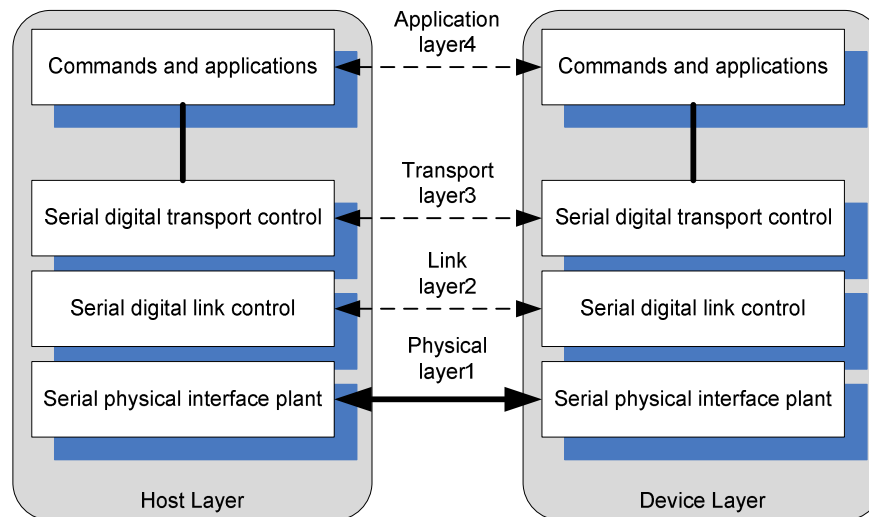 Application
layer4
Commands and applications
Commands and applications
Transport
layer3
Serial digital transport control
Serial digital transport control
Link
layer2
Serial digital link control
Serial digital link control
Physical
layer1
Serial physical interface plant
Serial physical interface plant
Host Layer
Device Layer